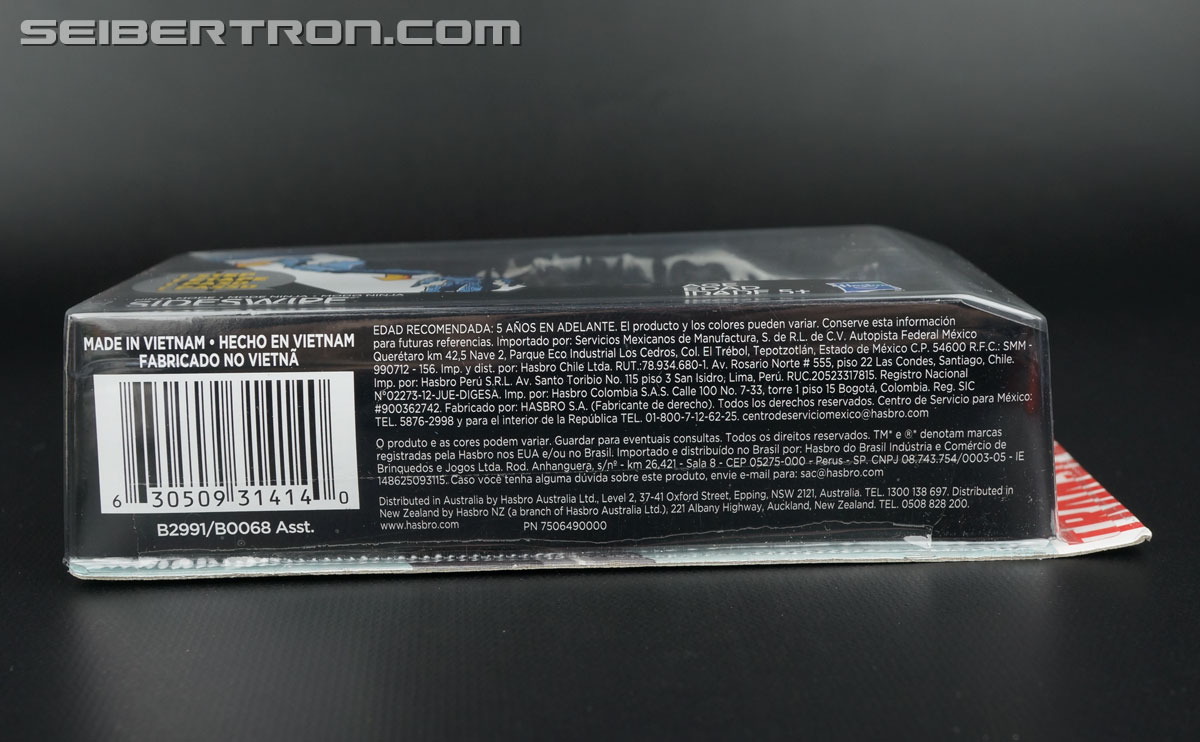 SEIBERTRON.com
SIDESWIPE
5+
Hasbro
MADE IN VIETNAM • HECHO EN VIETNAM
FABRICADO NO VIETNÃ
6 30509 31414 0
B2991/B0068 Asst.
EDAD RECOMENDADA: 5 AÑOS EN ADELANTE. El producto y los colores pueden variar. Conserve esta información
para futuras referencias. Importado por: Servicios Mexicanos de Manufactura, S. de R.L. de C.V. Autopista Federal México
Querétaro km 42,5 Nave 2, Parque Eco Industrial Los Cedros, Col. El Trébol, Tepotzotlán, Estado de México C.P. 54600 R.F.C.: SMM -
990712 - 156. Imp. y dist. por: Hasbro Chile Ltda. RUT.:78.934.680-1. Av. Rosario Norte # 555, piso 22 Las Condes, Santiago, Chile.
Imp. por: Hasbro Perú S.R.L. Av. Santo Toribio No. 115 piso 3 San Isidro; Lima, Perú. RUC.20523317815. Registro Nacional
N°02273-12-JUE-DIGESA. Imp. por: Hasbro Colombia S.A.S. Calle 100 No. 7-33, torre 1 piso 15 Bogotá, Colombia. Reg. SIC
#900362742. Fabricado por: HASBRO S.A. (Fabricante de derecho). Todos los derechos reservados. Centro de Servicio para México:
TEL. 5876-2998 y para el interior de la República TEL. 01-800-7-12-62-25. centrodeserviciomexico@hasbro.com
O produto e as cores podem variar. Guardar para eventuais consultas. Todos os direitos reservados. TM* e ®* denotam marcas
registradas pela Hasbro nos EUA e/ou no Brasil. Importado e distribuído no Brasil por: Hasbro do Brasil Indústria e Comércio de
Brinquedos e Jogos Ltda. Rod. Anhanguera, s/nº - km 26,421 - Sala 8 - CEP 05275-000 - Perus - SP. CNPJ 08.743.754/0003-05 - IE
148625093115. Caso você tenha alguma dúvida sobre este produto, envie e-mail para: sac@hasbro.com
Distributed in Australia by Hasbro Australia Ltd., Level 2, 37-41 Oxford Street, Epping, NSW 2121, Australia. TEL. 1300 138 697. Distributed in
New Zealand by Hasbro NZ (a branch of Hasbro Australia Ltd.), 221 Albany Highway, Auckland, New Zealand. TEL. 0508 828 200.
www.hasbro.com PN 7506490000